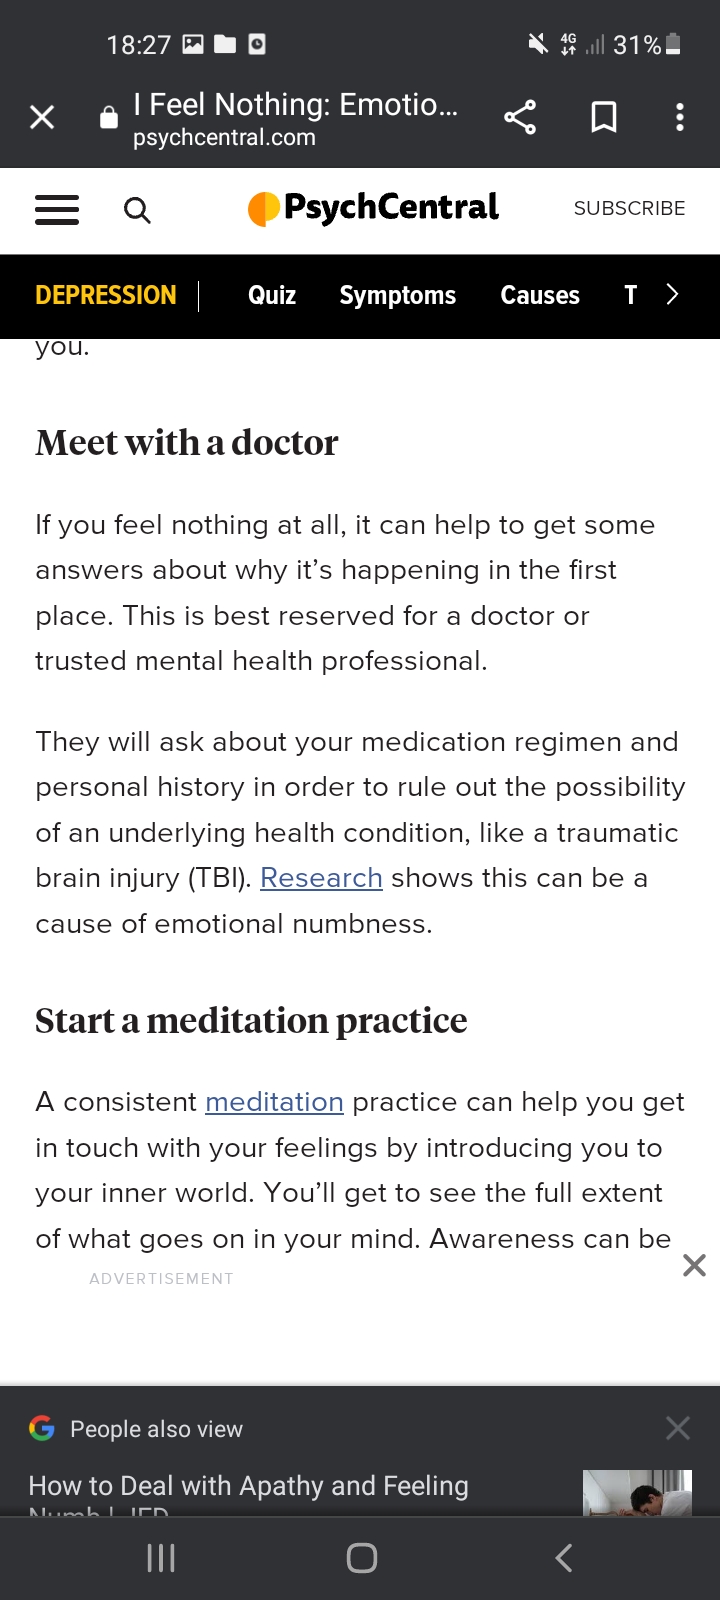 18:27
4G
31%
I Feel Nothing: Emotio...
psychcentral.com
PsychCentral
SUBSCRIBE
DEPRESSION
Quiz
Symptoms
Causes
T
you.
Meet with a doctor
If you feel nothing at all, it can help to get some
answers about why it’s happening in the first
place. This is best reserved for a doctor or
trusted mental health professional.
They will ask about your medication regimen and
personal history in order to rule out the possibility
of an underlying health condition, like a traumatic
brain injury (TBI). Research shows this can be a
cause of emotional numbness.
Start a meditation practice
A consistent meditation practice can help you get
in touch with your feelings by introducing you to
your inner world. You’ll get to see the full extent
of what goes on in your mind. Awareness can be
ADVERTISEMENT
People also view
How to Deal with Apathy and Feeling
Numb |